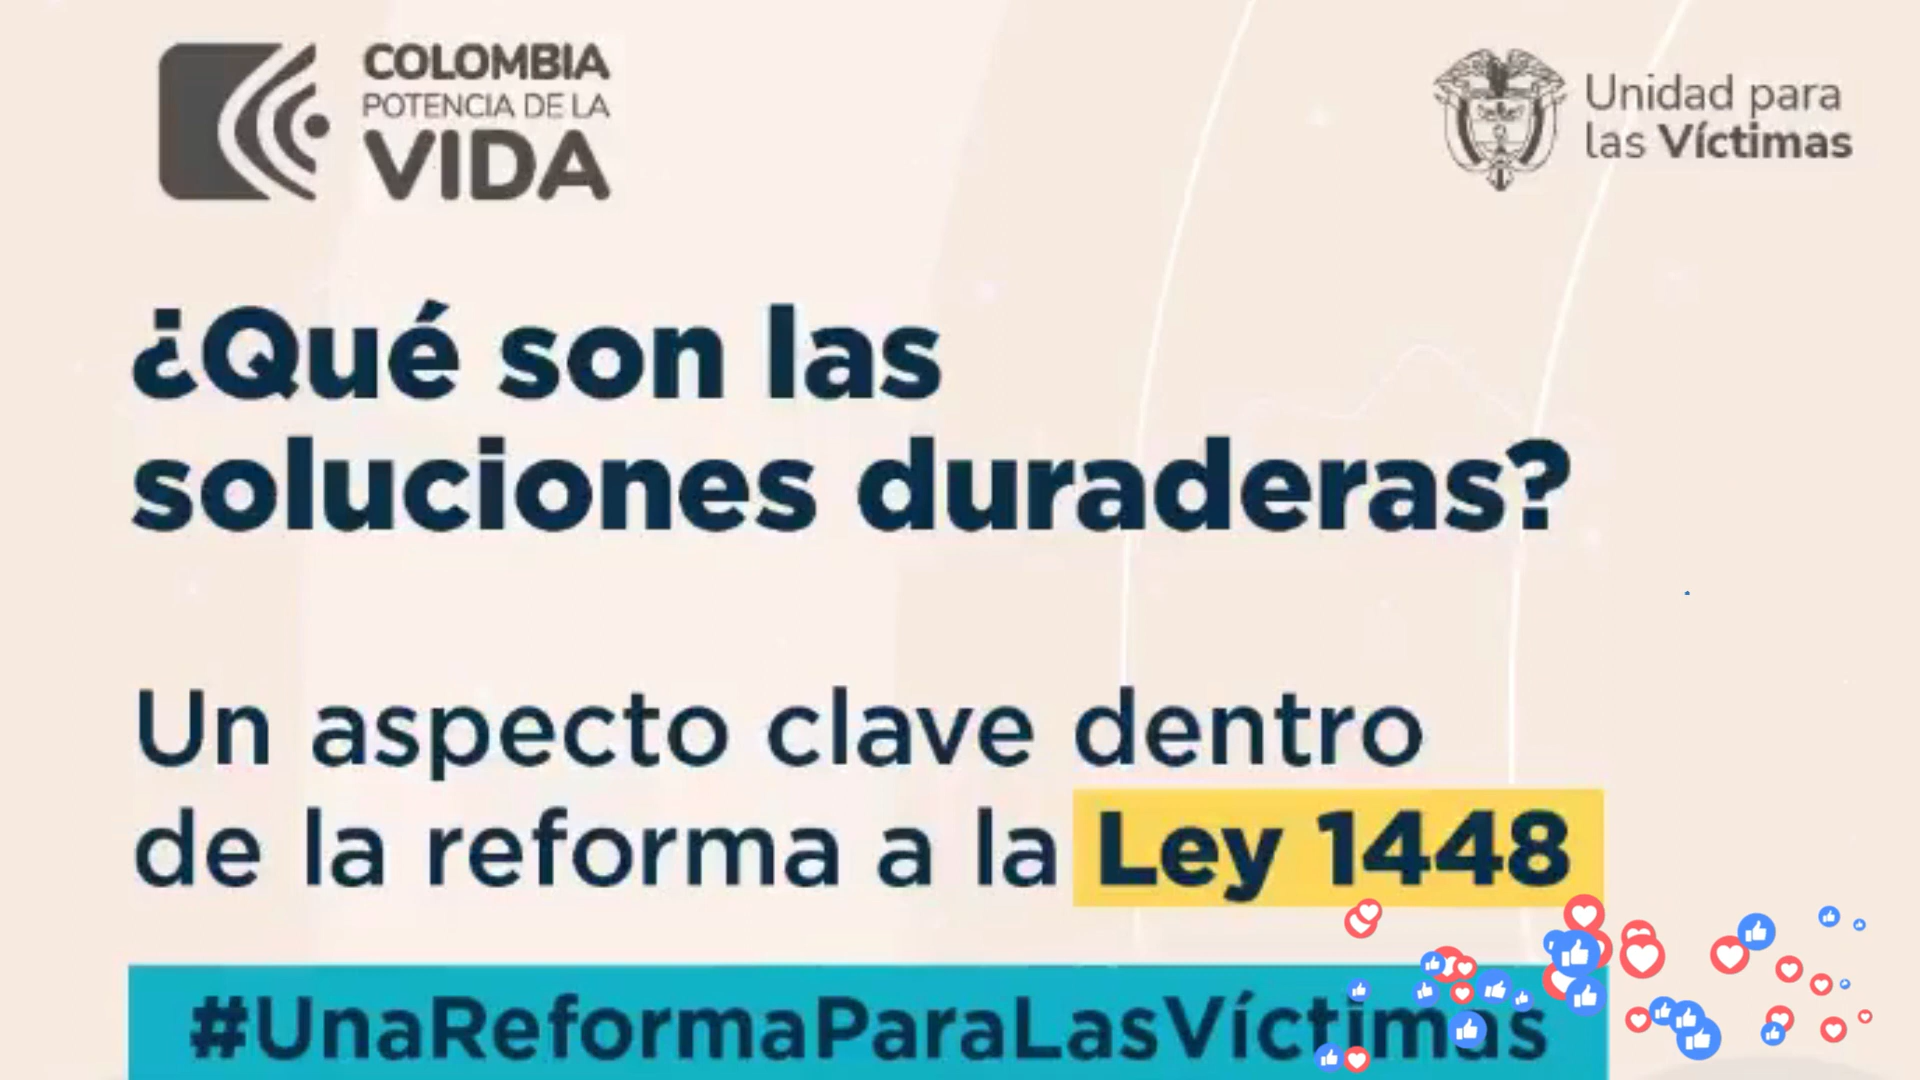 COLOMBIA
POTENCIA DE LA
VIDA
Unidad para
las Víctimas
¿Qué son las
soluciones duraderas?
Un aspecto clave dentro
de la reforma a la Ley 1448
#UnaReformaParaLasVíctimas